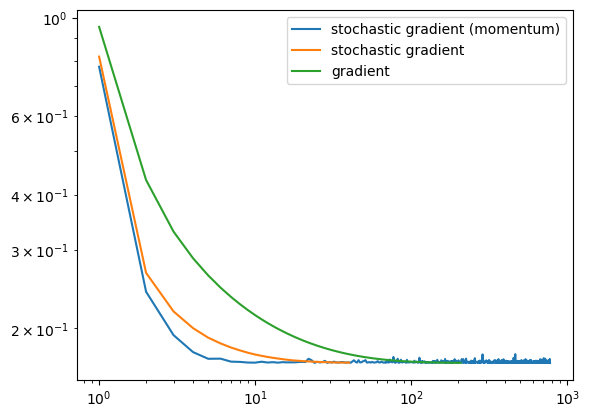 10⁰
6 × 10⁻¹
4 × 10⁻¹
3 × 10⁻¹
2 × 10⁻¹
stochastic gradient (momentum)
stochastic gradient
gradient
10⁰ 10¹ 10² 10³